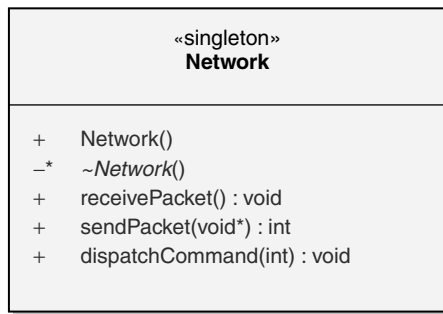 «singleton»
Network
+ Network()
–* ~Network()
+ receivePacket() : void
+ sendPacket(void*) : int
+ dispatchCommand(int) : void